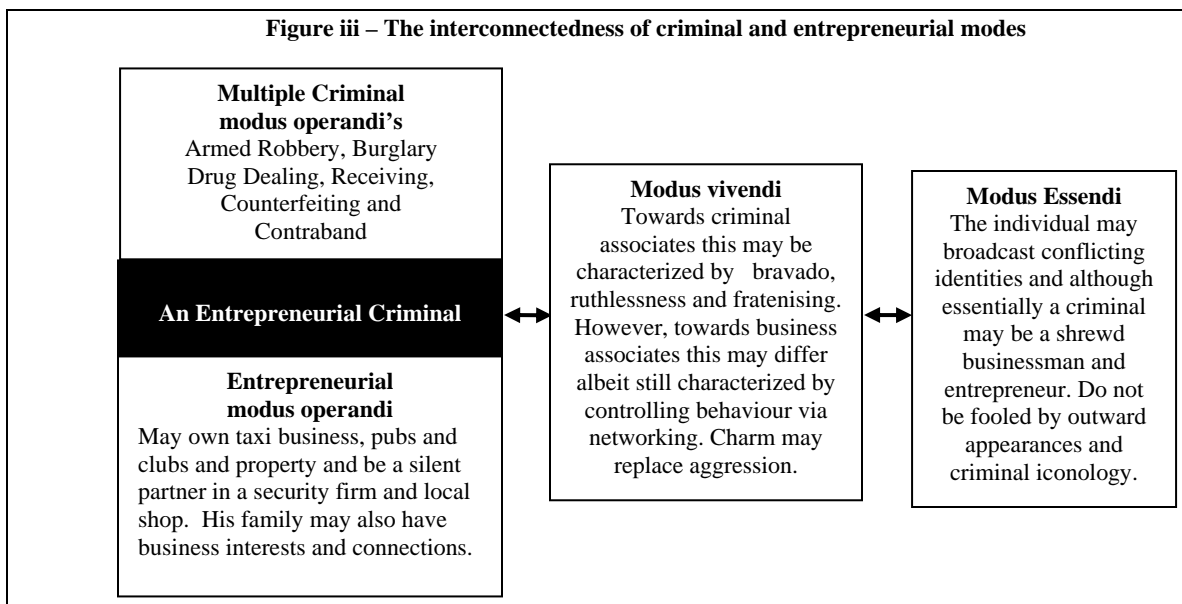 Figure iii – The interconnectedness of criminal and entrepreneurial modes
Multiple Criminal
modus operandi’s
Armed Robbery, Burglary
Drug Dealing, Receiving,
Counterfeiting and
Contraband
An Entrepreneurial Criminal
Entrepreneurial
modus operandi
May own taxi business, pubs and
clubs and property and be a silent
partner in a security firm and local
shop. His family may also have
business interests and connections.
Modus vivendi
Towards criminal
associates this may be
characterized by bravado,
ruthlessness and fratenising.
However, towards business
associates this may differ
albeit still characterized by
controlling behaviour via
networking. Charm may
replace aggression.
Modus Essendi
The individual may
broadcast conflicting
identities and although
essentially a criminal
may be a shrewd
businessman and
entrepreneur. Do not
be fooled by outward
appearances and
criminal iconology.